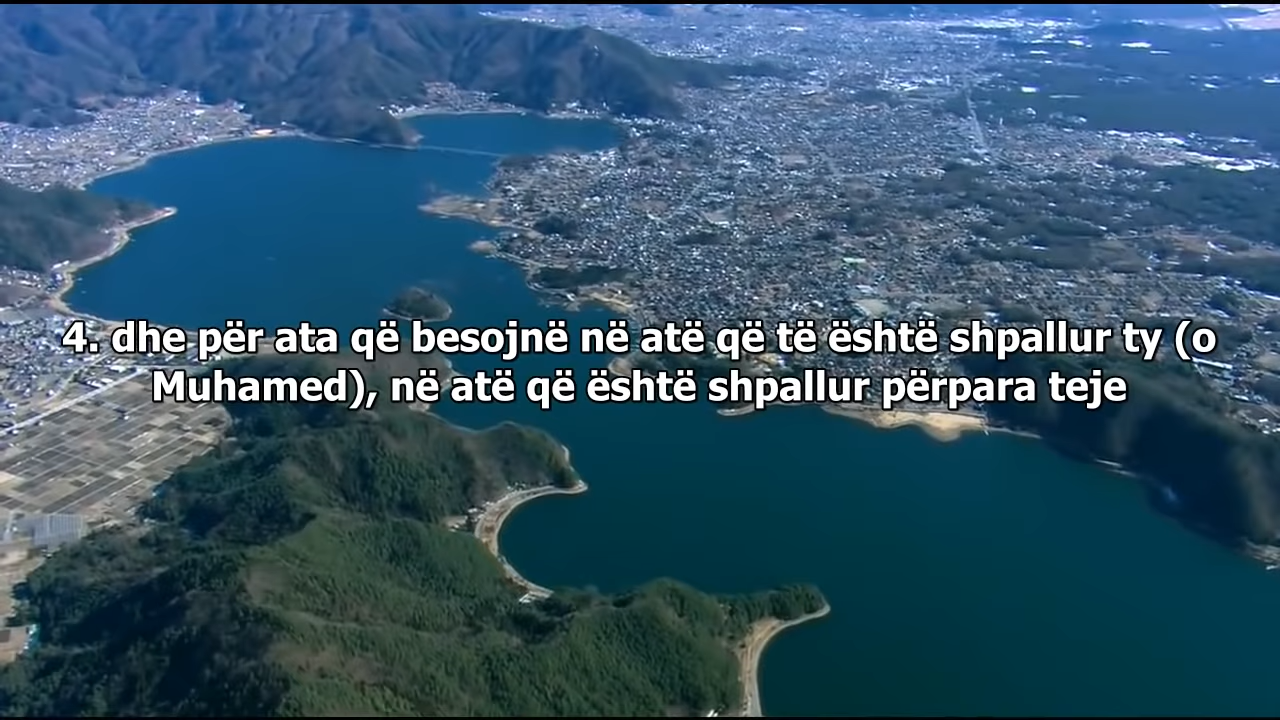 4. dhe për ata që besojnë në atë që të është shpallur ty (o
Muhamed), në atë që është shpallur përpara teje